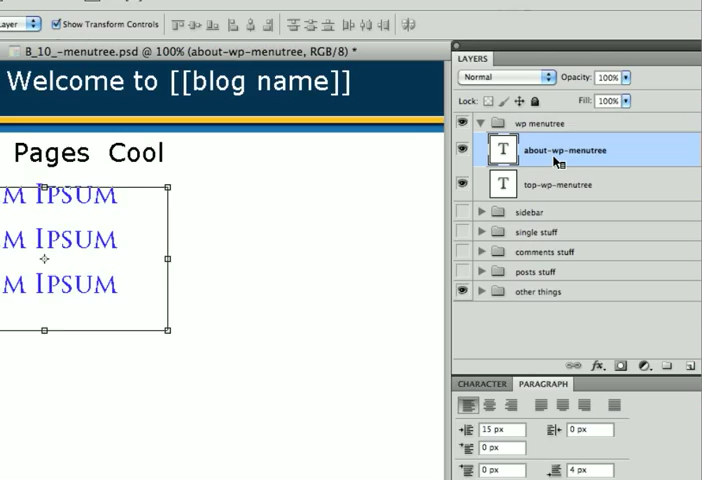 ayer
Show Transform Controls
B_10_-menutree.psd @ 100% (about-wp-menutree, RGB/8) *
Welcome to [[blog name]]
Pages Cool
M IPSUM
M IPSUM
M IPSUM
LAYERS
Normal
Opacity: 100%
Lock:
Fill: 100%
wp menutree
T about-wp-menutree
T top-wp-menutree
sidebar
single stuff
comments stuff
posts stuff
other things
fx.
CHARACTER PARAGRAPH
15 px
0 px
0 px
0 px
4 px